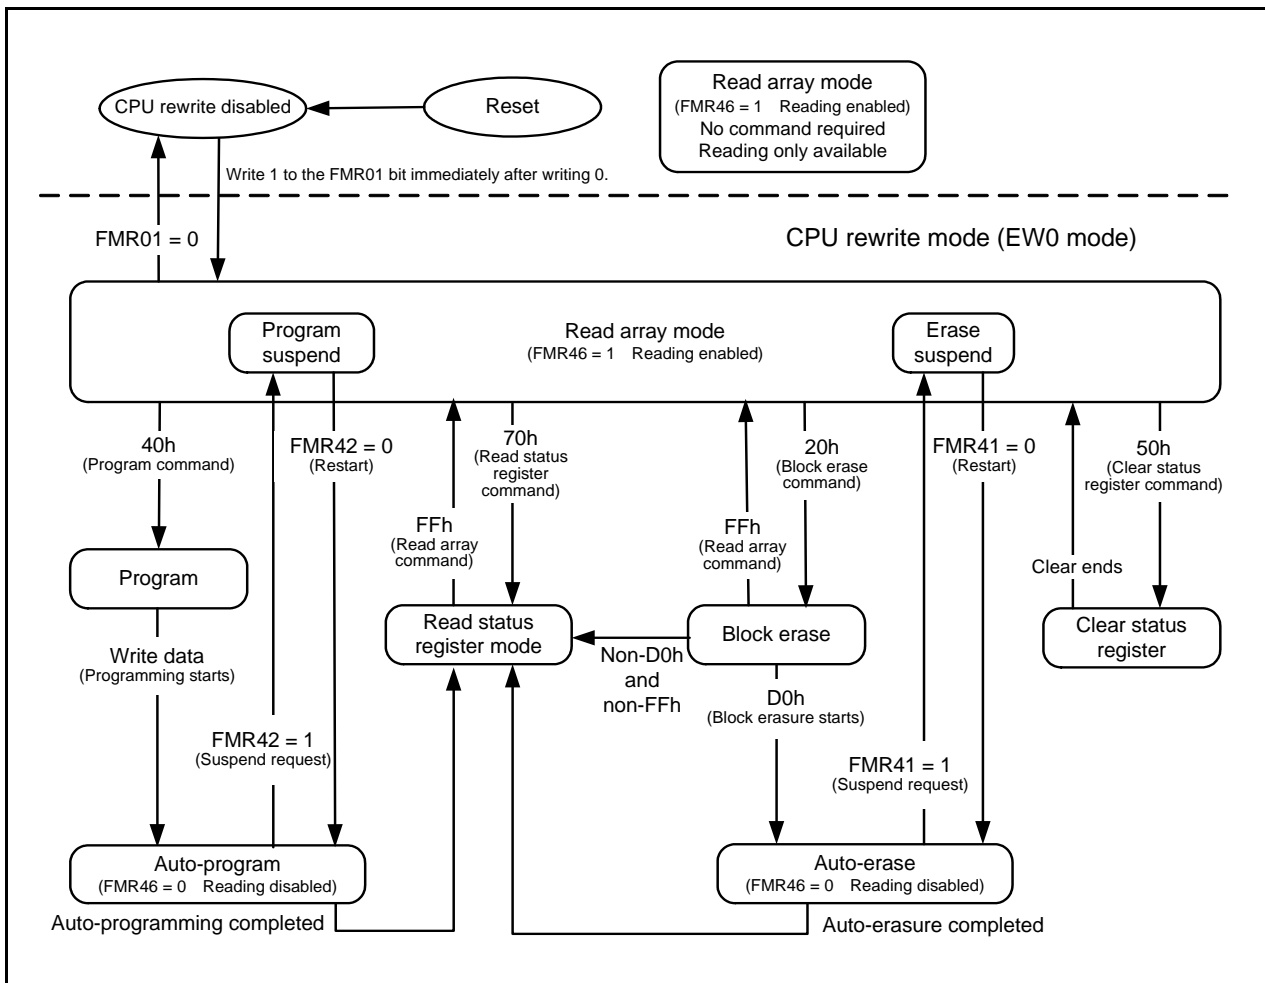 CPU rewrite disabled
Reset
Read array mode
(FMR46 = 1 Reading enabled)
No command required
Reading only available
Write 1 to the FMR01 bit immediately after writing 0.
FMR01 = 0
CPU rewrite mode (EW0 mode)
Program
suspend
Read array mode
(FMR46 = 1 Reading enabled)
Erase
suspend
40h
(Program command)
FMR42 = 0
(Restart)
70h
(Read status
register
command)
20h
(Block erase
command)
FMR41 = 0
(Restart)
50h
(Clear status
register command)
FFh
(Read array
command)
FFh
(Read array
command)
Clear ends
Program
Read status
register mode
Block erase
Clear status
register
Non-D0h
and
non-FFh
Write data
(Programming starts)
D0h
(Block erasure starts)
FMR42 = 1
(Suspend request)
FMR41 = 1
(Suspend request)
Auto-program
(FMR46 = 0 Reading disabled)
Auto-erase
(FMR46 = 0 Reading disabled)
Auto-programming completed
Auto-erasure completed